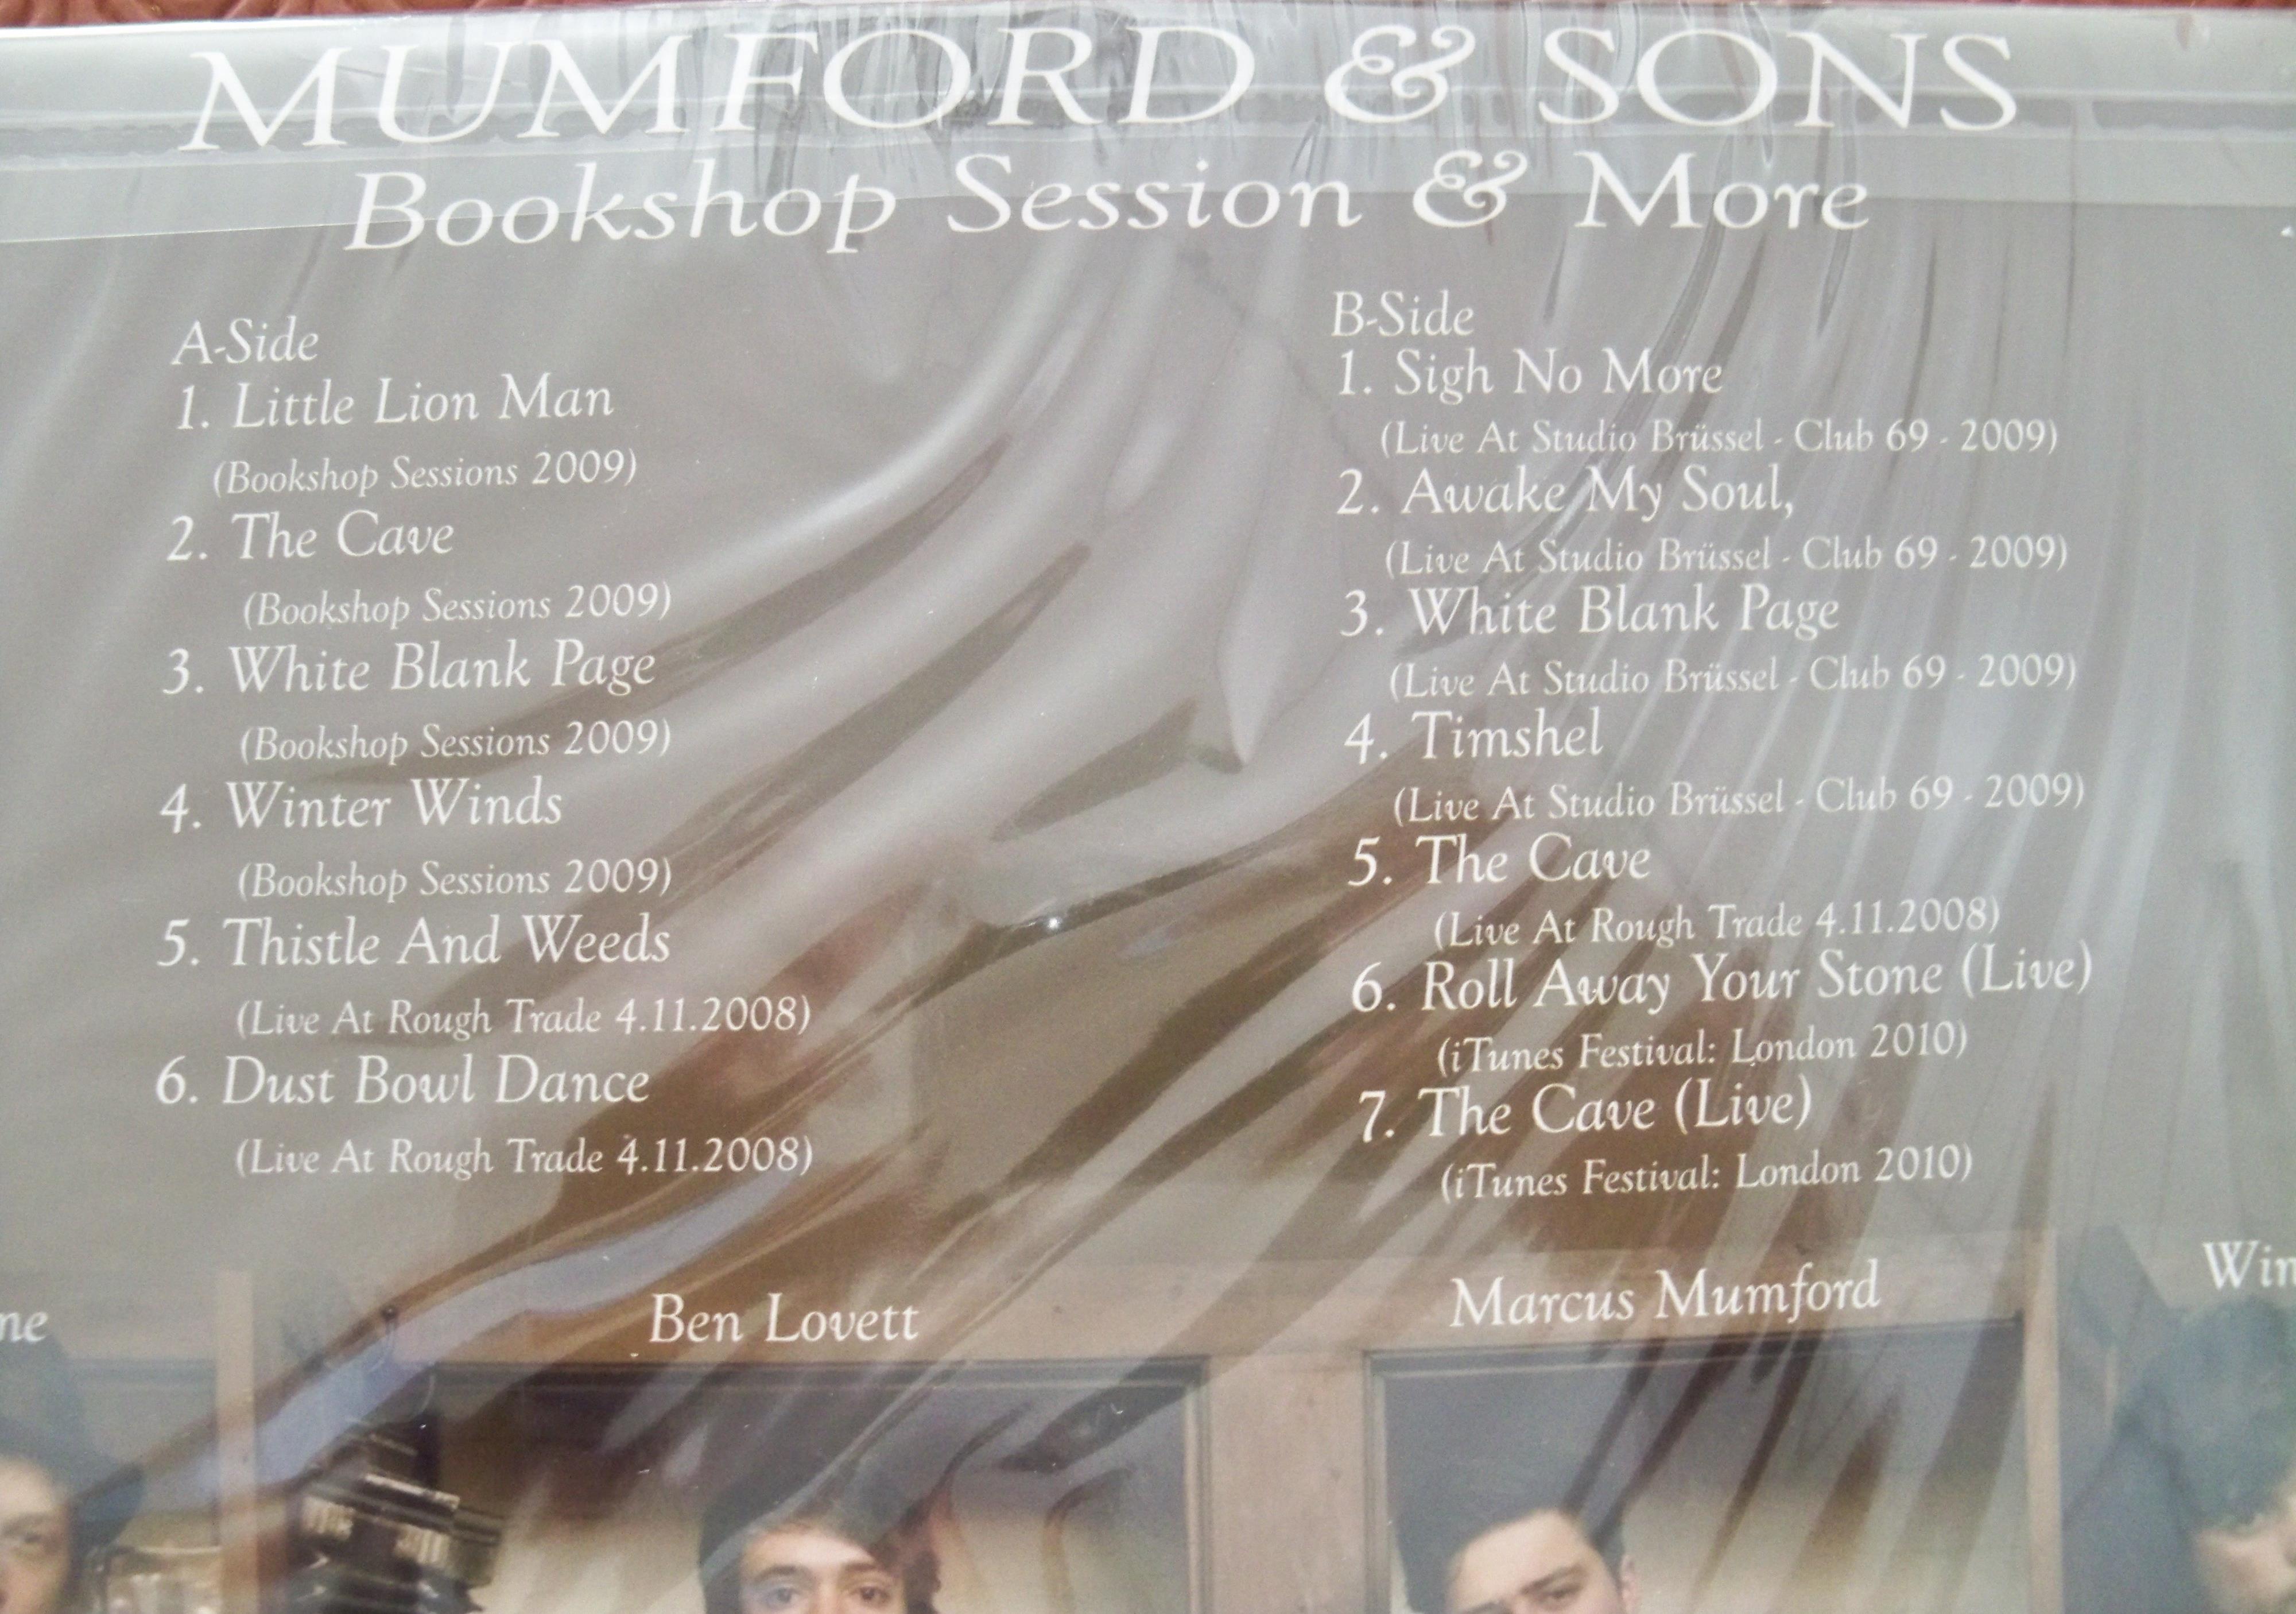 MUMFORD & SONS
Bookshop Session & More
A-Side
1. Little Lion Man
(Bookshop Sessions 2009)
2. The Cave
(Bookshop Sessions 2009)
3. White Blank Page
(Bookshop Sessions 2009)
4. Winter Winds
(Bookshop Sessions 2009)
5. Thistle And Weeds
(Live At Rough Trade 4.11.2008)
6. Dust Bowl Dance
(Live At Rough Trade 4.11.2008)
B-Side
1. Sigh No More
(Live At Studio Brüssel - Club 69 - 2009)
2. Awake My Soul,
(Live At Studio Brüssel - Club 69 - 2009)
3. White Blank Page
(Live At Studio Brüssel - Club 69 - 2009)
4. Timshel
(Live At Studio Brüssel - Club 69 - 2009)
5. The Cave
(Live At Rough Trade 4.11.2008)
6. Roll Away Your Stone (Live)
(iTunes Festival: London 2010)
7. The Cave (Live)
(iTunes Festival: London 2010)
ne
Ben Lovett
Marcus Mumford
Win